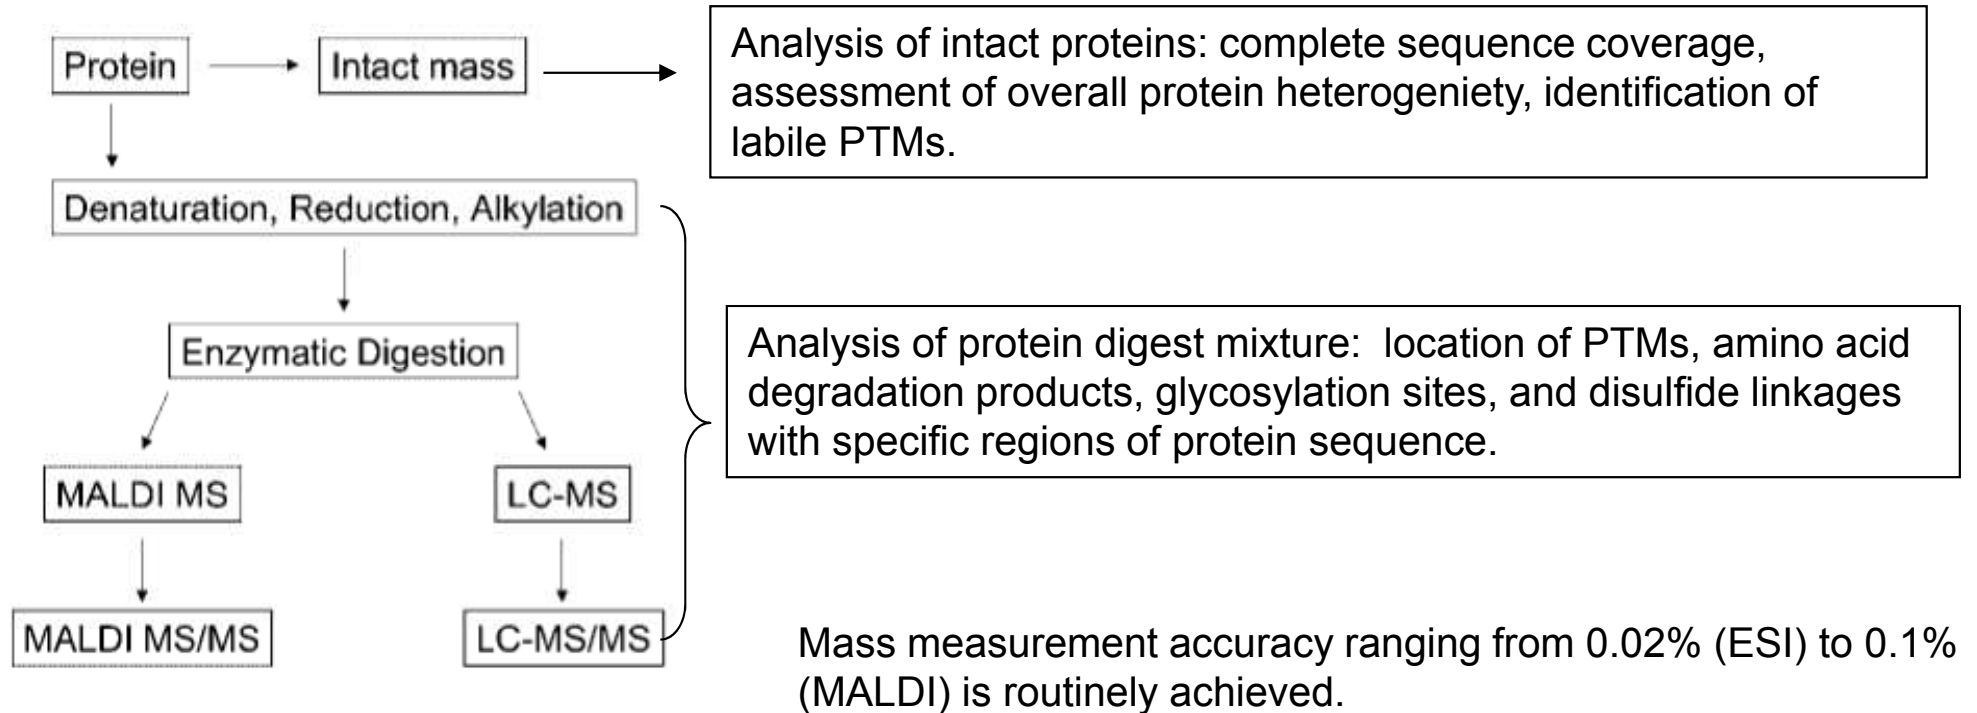 Protein
Intact mass
Analysis of intact proteins: complete sequence coverage,
assessment of overall protein heterogeniety, identification of
labile PTMs.
Denaturation, Reduction, Alkylation
Enzymatic Digestion
Analysis of protein digest mixture:  location of PTMs, amino acid
degradation products, glycosylation sites, and disulfide linkages
with specific regions of protein sequence.
MALDI MS
LC-MS
MALDI MS/MS
LC-MS/MS
Mass measurement accuracy ranging from 0.02% (ESI) to 0.1%
(MALDI) is routinely achieved.